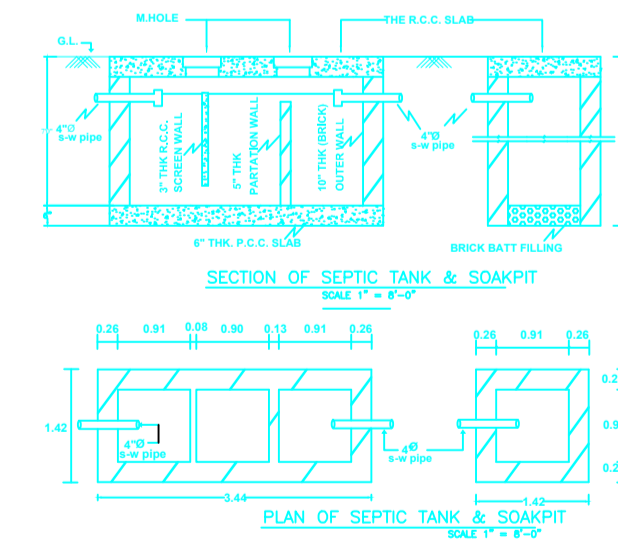 M.HOLE
THE R.C.C. SLAB
G.L.
4"Ø
s-w pipe
3" THK R.C.C.
SCREEN WALL
5" THK
PARTATION WALL
10" THK (BRICK)
OUTER WALL
4"Ø
s-w pipe
6" THK. P.C.C. SLAB
BRICK BATT FILLING
SECTION OF SEPTIC TANK & SOAKPIT
SCALE 1" = 8'-0"
0.26 0.91 0.08 0.90 0.13 0.91 0.26
0.26 0.91 0.26
1.42
4"Ø
s-w pipe
4"Ø
s-w pipe
3.44
1.42
PLAN OF SEPTIC TANK & SOAKPIT
SCALE 1" = 8'-0"